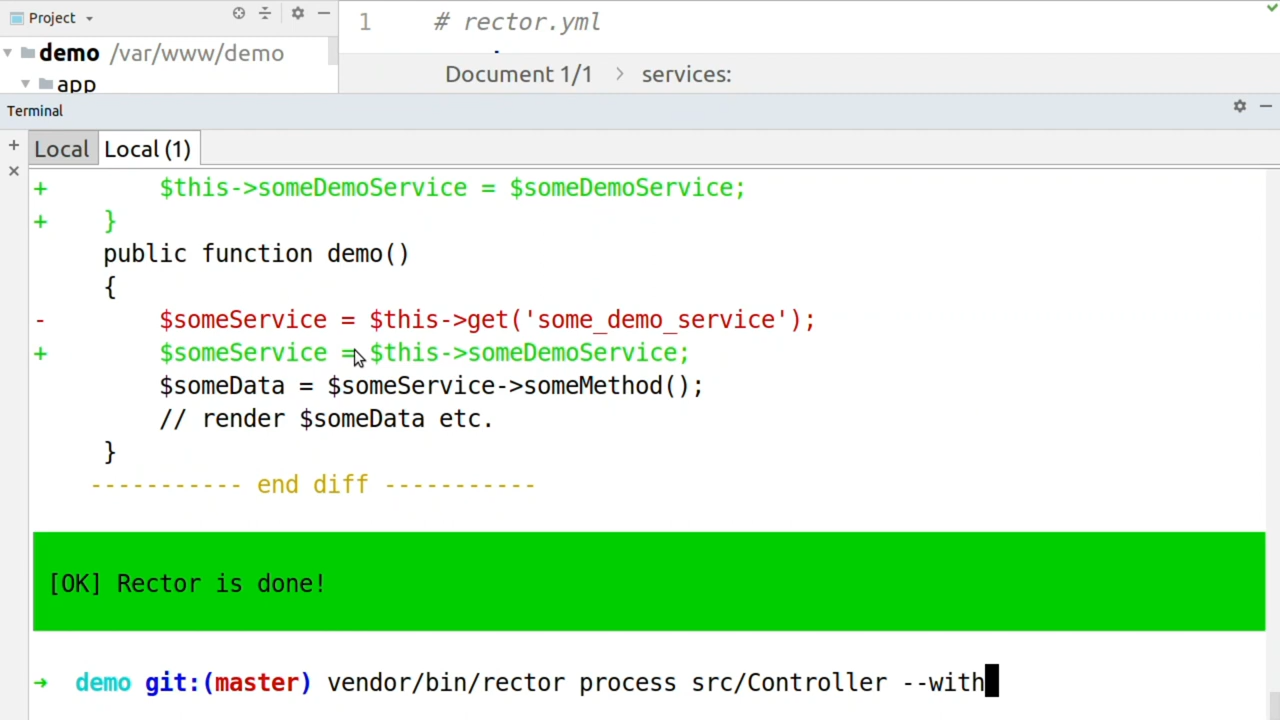 Project
1 # rector.yml
demo /var/www/demo
app
Document 1/1 > services:
Terminal
Local Local (1)
+ $this->someDemoService = $someDemoService;
+ }
public function demo()
{
- $someService = $this->get('some_demo_service');
+ $someService = $this->someDemoService;
$someData = $someService->someMethod();
// render $someData etc.
}
----------- end diff -----------
[OK] Rector is done!
➜ demo git:(master) vendor/bin/rector process src/Controller --with